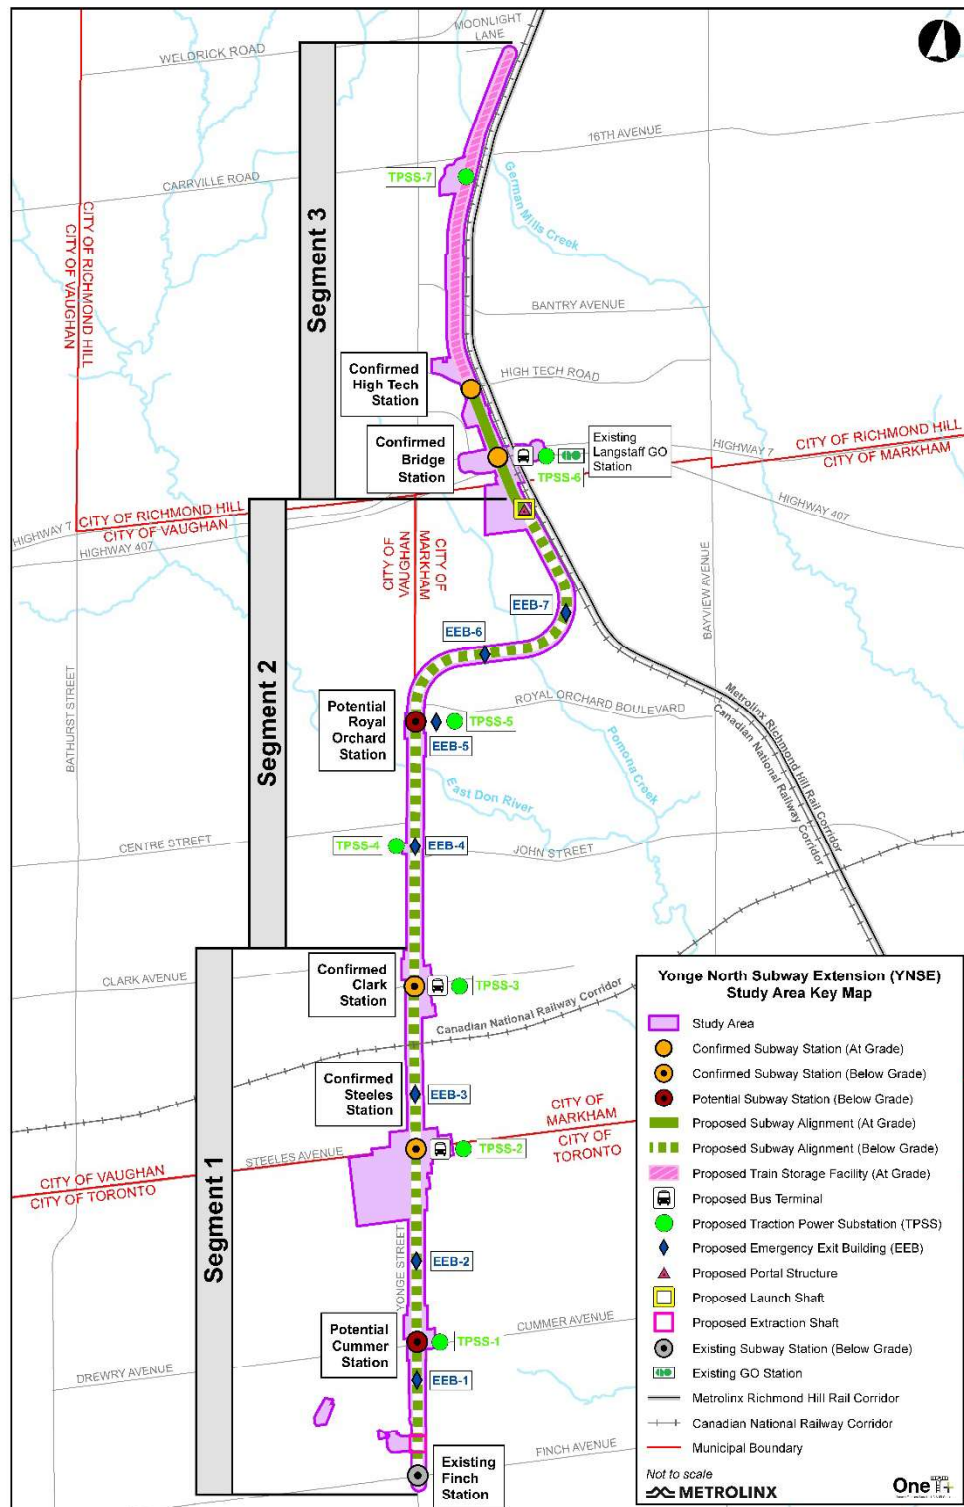 MOONLIGHT
LANE
WELDRICK ROAD
16TH AVENUE
TPSS-7
CARRVILLE ROAD
German Mills Creek
CITY OF RICHMOND HILL
CITY OF VAUGHAN
Segment 3
BANTRY AVENUE
Confirmed
High Tech
Station
HIGH TECH ROAD
Confirmed
Bridge
Station
Existing
Langstaff GO
Station
TPSS-6
HIGHWAY 7
CITY OF RICHMOND HILL
CITY OF MARKHAM
HIGHWAY 407
HIGHWAY 7
CITY OF RICHMOND HILL
CITY OF VAUGHAN
HIGHWAY 407
CITY OF
VAUGHAN
CITY OF
MARKHAM
BAYVIEW AVENUE
EEB-7
EEB-6
Segment 2
BATHURST STREET
Potential
Royal
Orchard
Station
ROYAL ORCHARD BOULEVARD
TPSS-5
EEB-5
Metrolinx Richmond Hill Rail Corridor
Canadian National Railway Corridor
Pomona Creek
East Don River
CENTRE STREET
TPSS-4
EEB-4
JOHN STREET
CLARK AVENUE
Confirmed
Clark
Station
TPSS-3
Canadian National Railway Corridor
Confirmed
Steeles
Station
EEB-3
CITY OF
MARKHAM
CITY OF
TORONTO
STEELES AVENUE
TPSS-2
CITY OF VAUGHAN
CITY OF TORONTO
Segment 1
YONGE STREET
EEB-2
Potential
Cummer
Station
CUMMER AVENUE
TPSS-1
DREWRY AVENUE
EEB-1
FINCH AVENUE
Existing
Finch
Station
Yonge North Subway Extension (YNSE)
Study Area Key Map
Study Area
Confirmed Subway Station (At Grade)
Confirmed Subway Station (Below Grade)
Potential Subway Station (Below Grade)
Proposed Subway Alignment (At Grade)
Proposed Subway Alignment (Below Grade)
Proposed Train Storage Facility (At Grade)
Proposed Bus Terminal
Proposed Traction Power Substation (TPSS)
Proposed Emergency Exit Building (EEB)
Proposed Portal Structure
Proposed Launch Shaft
Proposed Extraction Shaft
Existing Subway Station (Below Grade)
Existing GO Station
Metrolinx Richmond Hill Rail Corridor
Canadian National Railway Corridor
Municipal Boundary
Not to scale
METROLINX
One